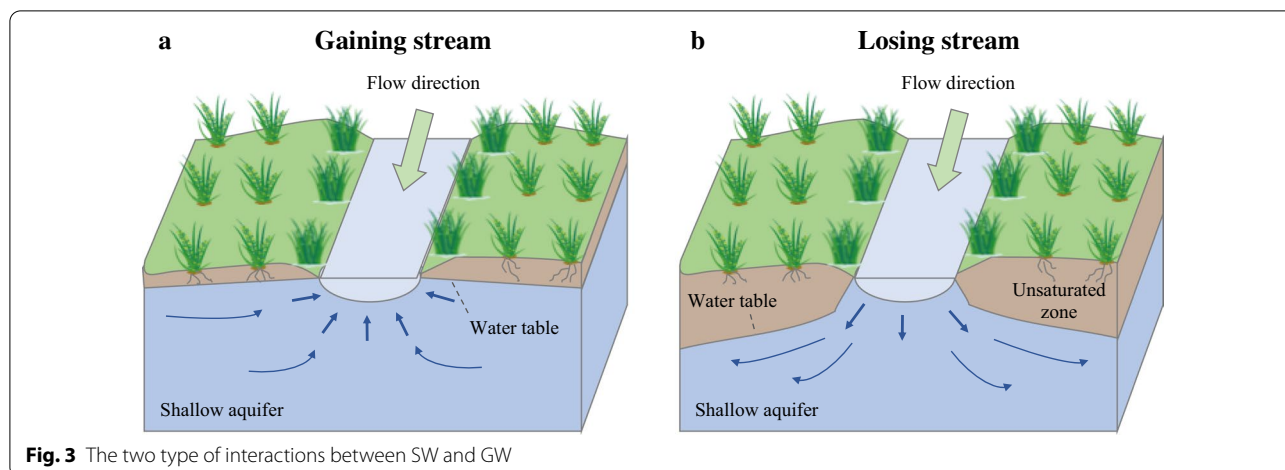 a Gaining stream
Flow direction
Water table
Shallow aquifer
b Losing stream
Flow direction
Water table
Unsaturated
zone
Shallow aquifer
Fig. 3 The two type of interactions between SW and GW